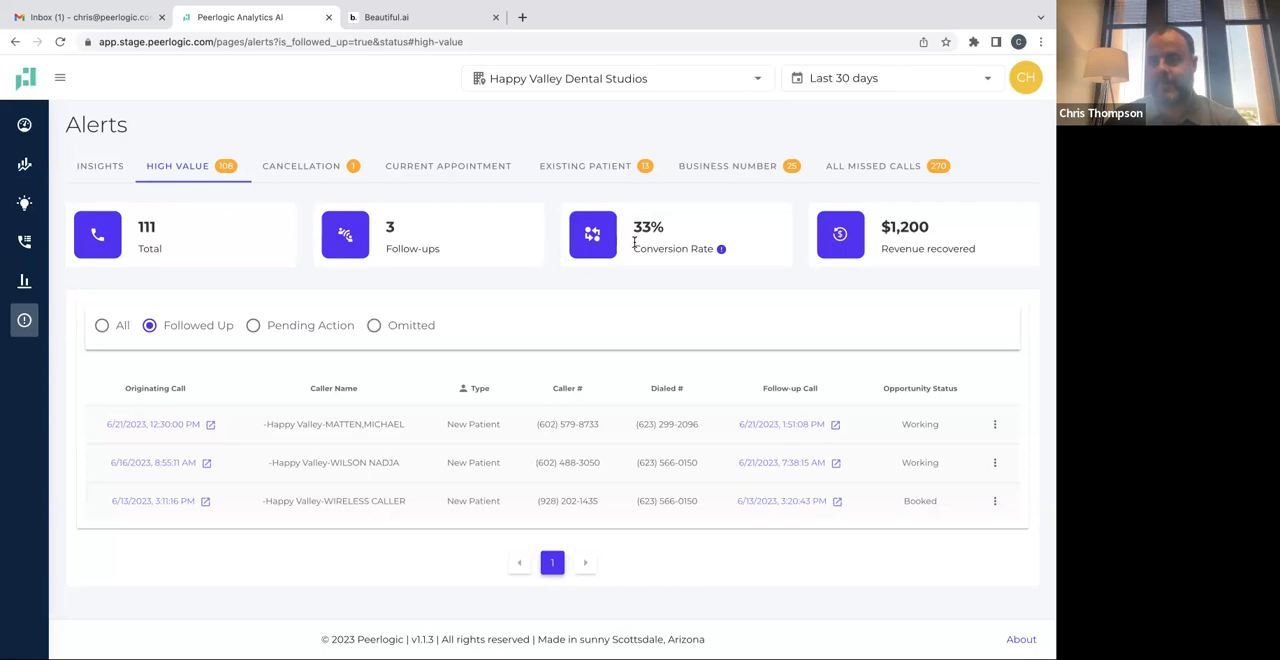 Inbox (1) - chris@peerlogic.co
Peerlogic Analytics AI
b.
Beautiful.ai
app.stage.peerlogic.com/pages/alerts?is_followed_up=true&status#high-value
C
Happy Valley Dental Studios
Last 30 days
CH
Chris Thompson
Alerts
INSIGHTS
HIGH VALUE 108
CANCELLATION 1
CURRENT APPOINTMENT
EXISTING PATIENT 13
BUSINESS NUMBER 25
ALL MISSED CALLS 270
111
Total
3
Follow-ups
33%
Conversion Rate
$1,200
Revenue recovered
All
Followed Up
Pending Action
Omitted
Originating Call Caller Name Type Caller # Dialed # Follow-up Call Opportunity Status
6/21/2023, 12:30:00 PM -Happy Valley-MATTEN,MICHAEL New Patient (602) 579-8733 (623) 299-2096 6/21/2023, 1:51:08 PM Working
6/16/2023, 8:55:11 AM -Happy Valley-WILSON NADJA New Patient (602) 488-3050 (623) 566-0150 6/21/2023, 7:38:15 AM Working
6/13/2023, 3:11:16 PM -Happy Valley-WIRELESS CALLER New Patient (928) 202-1435 (623) 566-0150 6/13/2023, 3:20:43 PM Booked
1
© 2023 Peerlogic | v1.1.3 | All rights reserved | Made in sunny Scottsdale, Arizona
About